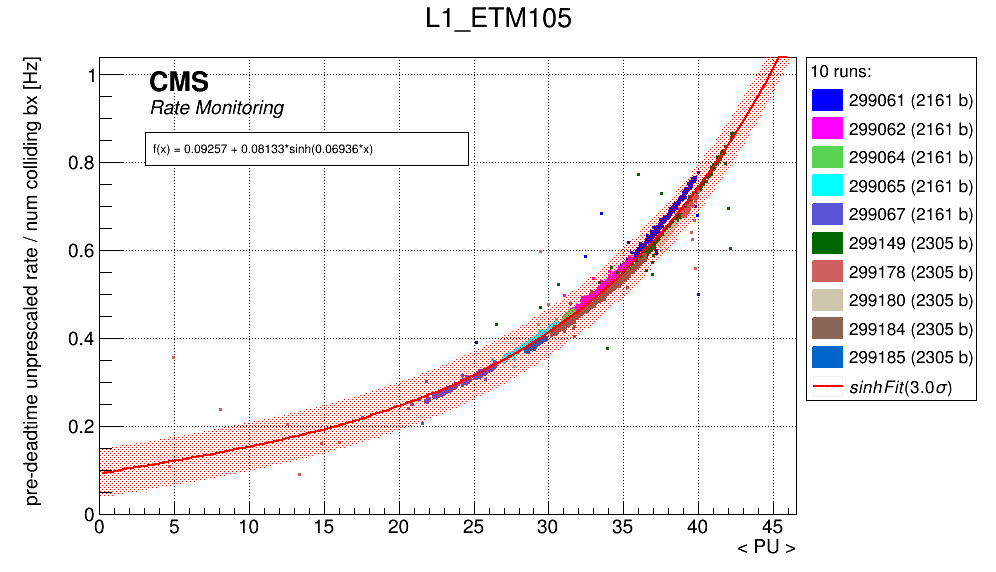 L1_ETM105
pre-deadtime unprescaled rate / num colliding bx [Hz]
CMS
Rate Monitoring
f(x) = 0.09257 + 0.08133*sinh(0.06936*x)
1
0.8
0.6
0.4
0.2
0
0 5 10 15 20 25 30 35 40 45
< PU >
10 runs:
299061 (2161 b)
299062 (2161 b)
299064 (2161 b)
299065 (2161 b)
299067 (2161 b)
299149 (2305 b)
299178 (2305 b)
299180 (2305 b)
299184 (2305 b)
299185 (2305 b)
sinhFit(3.0σ)